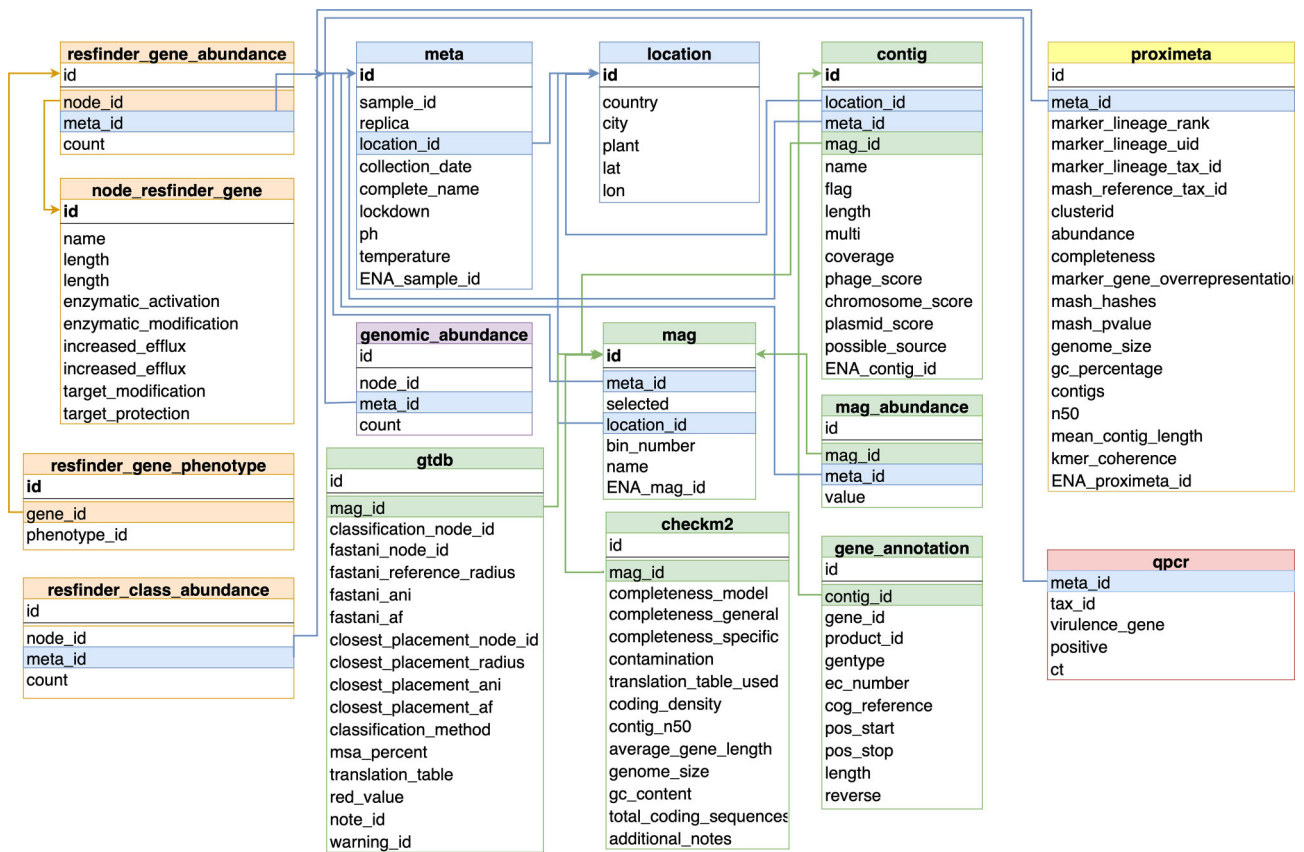 resfinder_gene_abundance
id
node_id
meta_id
count
node_resfinder_gene
id
name
length
length
enzymatic_activation
enzymatic_modification
increased_efflux
increased_efflux
target_modification
target_protection
resfinder_gene_phenotype
id
gene_id
phenotype_id
resfinder_class_abundance
id
node_id
meta_id
count
meta
id
sample_id
replica
location_id
collection_date
complete_name
lockdown
ph
temperature
ENA_sample_id
genomic_abundance
id
node_id
meta_id
count
gtdb
id
mag_id
classification_node_id
fastani_node_id
fastani_reference_radius
fastani_ani
fastani_af
closest_placement_node_id
closest_placement_radius
closest_placement_ani
closest_placement_af
classification_method
msa_percent
translation_table
red_value
note_id
warning_id
location
id
country
city
plant
lat
lon
mag
id
meta_id
selected
location_id
bin_number
name
ENA_mag_id
checkm2
id
mag_id
completeness_model
completeness_general
completeness_specific
contamination
translation_table_used
coding_density
contig_n50
average_gene_length
genome_size
gc_content
total_coding_sequences
additional_notes
contig
id
location_id
meta_id
mag_id
name
flag
length
multi
coverage
phage_score
chromosome_score
plasmid_score
possible_source
ENA_contig_id
mag_abundance
id
mag_id
meta_id
value
gene_annotation
id
contig_id
gene_id
product_id
gentype
ec_number
cog_reference
pos_start
pos_stop
length
reverse
proximeta
id
meta_id
marker_lineage_rank
marker_lineage_uid
marker_lineage_tax_id
mash_reference_tax_id
clusterid
abundance
completeness
marker_gene_overrepresentatio
mash_hashes
mash_pvalue
genome_size
gc_percentage
contigs
n50
mean_contig_length
kmer_coherence
ENA_proximeta_id
qpcr
meta_id
tax_id
virulence_gene
positive
ct